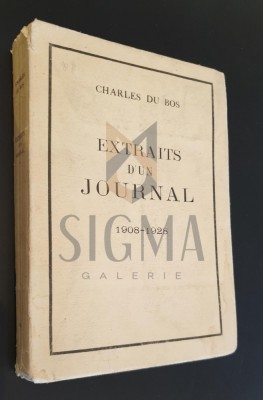 CHARLES DU BOS
EXTRAITS
D'UN
JOURNAL
SIGMA
1908-1928
GALERIE